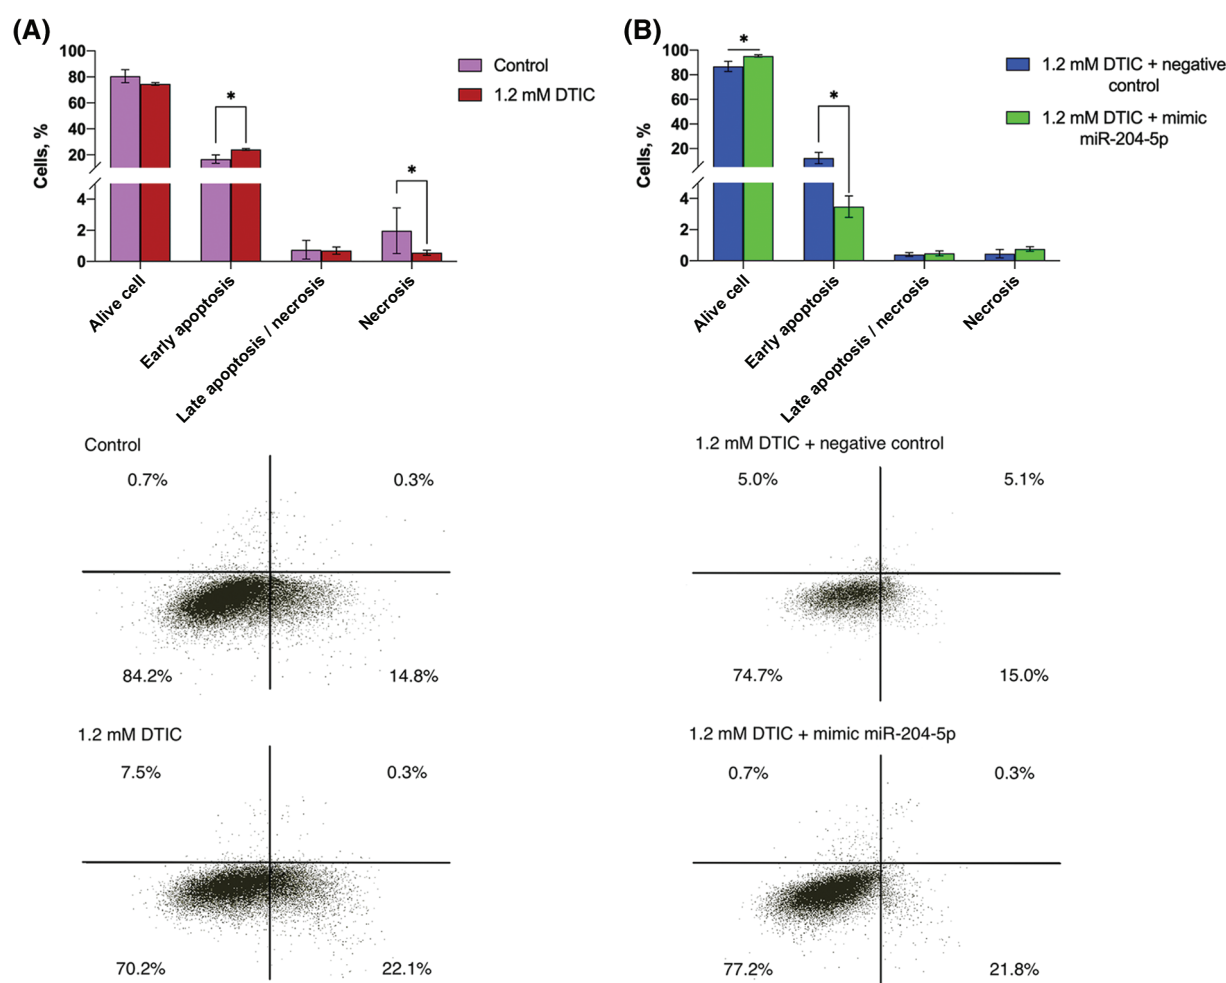 (A)
100
80
60
40
20
4
2
0
Cells, %
*
*
Control
1.2 mM DTIC
Alive cell
Early apoptosis
Late apoptosis / necrosis
Necrosis
(B)
100
80
60
40
20
4
2
0
Cells, %
*
*
1.2 mM DTIC + negative
control
1.2 mM DTIC + mimic
miR-204-5p
Alive cell
Early apoptosis
Late apoptosis / necrosis
Necrosis
Control
0.7%
0.3%
84.2%
14.8%
1.2 mM DTIC + negative control
5.0%
5.1%
74.7%
15.0%
1.2 mM DTIC
7.5%
0.3%
70.2%
22.1%
1.2 mM DTIC + mimic miR-204-5p
0.7%
0.3%
77.2%
21.8%